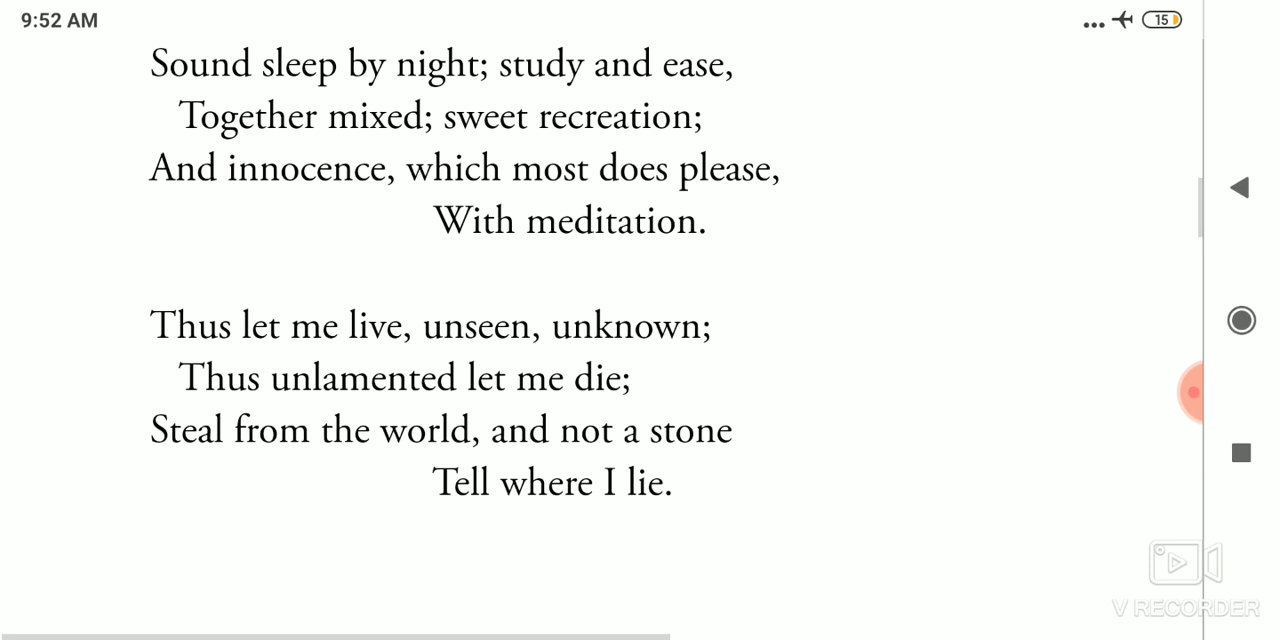 9:52 AM
15
Sound sleep by night; study and ease,
Together mixed; sweet recreation;
And innocence, which most does please,
With meditation.
Thus let me live, unseen, unknown;
Thus unlamented let me die;
Steal from the world, and not a stone
Tell where I lie.
V RECORDER